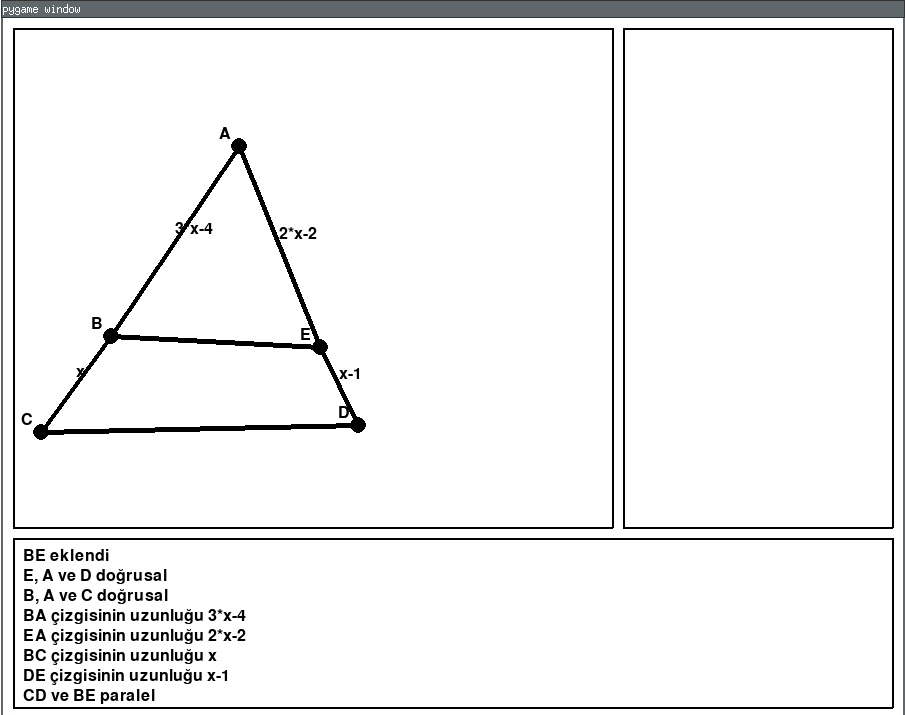 pygame window
A
3*x-4
2*x-2
B
E
x
x-1
D
C
BE eklendi
E, A ve D doğrusal
B, A ve C doğrusal
BA çizgisinin uzunluğu 3*x-4
EA çizgisinin uzunluğu 2*x-2
BC çizgisinin uzunluğu x
DE çizgisinin uzunluğu x-1
CD ve BE paralel